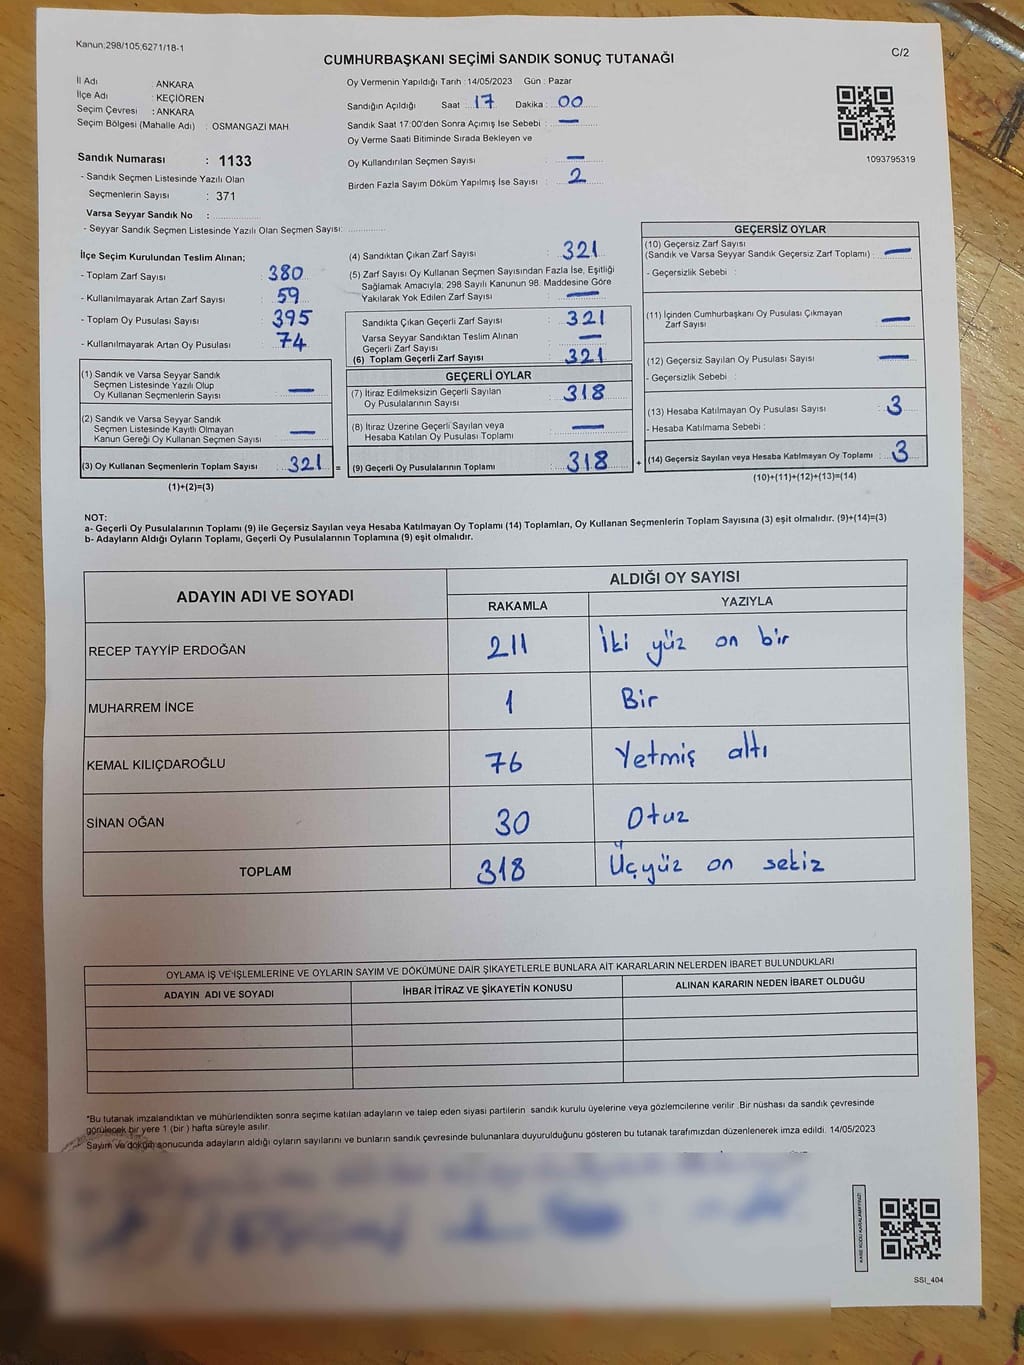 Kanun;298/105,6271/18-1
C/2
CUMHURBAŞKANI SEÇİMİ SANDIK SONUÇ TUTANAĞI
İl Adı : ANKARA
İlçe Adı : KEÇİÖREN
Seçim Çevresi : ANKARA
Seçim Bölgesi (Mahalle Adı) : OSMANGAZİ MAH.
Oy Vermenin Yapıldığı Tarih : 14/05/2023 Gün : Pazar
Sandığın Açıldığı Saat : 17 Dakika : 00
Sandık Saat 17:00'den Sonra Açımış İse Sebebi : —
Oy Verme Saati Bitiminde Sırada Bekleyen ve
Oy Kullandırılan Seçmen Sayısı : —
Birden Fazla Sayım Döküm Yapılmış İse Sayısı : 2
1093795319
Sandık Numarası : 1133
- Sandık Seçmen Listesinde Yazılı Olan
Seçmenlerin Sayısı : 371
Varsa Seyyar Sandık No :
- Seyyar Sandık Seçmen Listesinde Yazılı Olan Seçmen Sayısı:
İlçe Seçim Kurulundan Teslim Alınan;
- Toplam Zarf Sayısı : 380
- Kullanılmayarak Artan Zarf Sayısı : 59
- Toplam Oy Pusulası Sayısı : 395
- Kullanılmayarak Artan Oy Pusulası : 74
(1) Sandık ve Varsa Seyyar Sandık
Seçmen Listesinde Yazılı Olup
Oy Kullanan Seçmenlerin Sayısı : —
(2) Sandık ve Varsa Seyyar Sandık
Seçmen Listesinde Kayıtlı Olmayan
Kanun Gereği Oy Kullanan Seçmen Sayısı : —
(3) Oy Kullanan Seçmenlerin Toplam Sayısı : 321 =
(1)+(2)=(3)
(4) Sandıktan Çıkan Zarf Sayısı : 321
(5) Zarf Sayısı Oy Kullanan Seçmen Sayısından Fazla İse, Eşitliği
Sağlamak Amacıyla; 298 Sayılı Kanunun 98. Maddesine Göre
Yakılarak Yok Edilen Zarf Sayısı : —
Sandıkta Çıkan Geçerli Zarf Sayısı : 321
Varsa Seyyar Sandıktan Teslim Alınan
Geçerli Zarf Sayısı : —
(6) Toplam Geçerli Zarf Sayısı : 321
GEÇERLİ OYLAR
(7) İtiraz Edilmeksizin Geçerli Sayılan
Oy Pusulalarının Sayısı : 318
(8) İtiraz Üzerine Geçerli Sayılan veya
Hesaba Katılan Oy Pusulası Toplamı : —
(9) Geçerli Oy Pusulalarının Toplamı : 318 +
GEÇERSİZ OYLAR
(10) Geçersiz Zarf Sayısı
(Sandık ve Varsa Seyyar Sandık Geçersiz Zarf Toplamı) : —
- Geçersizlik Sebebi :
(11) İçinden Cumhurbaşkanı Oy Pusulası Çıkmayan
Zarf Sayısı : —
(12) Geçersiz Sayılan Oy Pusulası Sayısı : —
- Geçersizlik Sebebi :
(13) Hesaba Katılmayan Oy Pusulası Sayısı : 3
- Hesaba Katılmama Sebebi :
(14) Geçersiz Sayılan veya Hesaba Katılmayan Oy Toplamı : 3
(10)+(11)+(12)+(13)=(14)
NOT:
a- Geçerli Oy Pusulalarının Toplamı (9) ile Geçersiz Sayılan veya Hesaba Katılmayan Oy Toplamı (14) Toplamları, Oy Kullanan Seçmenlerin Toplam Sayısına (3) eşit olmalıdır. (9)+(14)=(3)
b- Adayların Aldığı Oyların Toplamı, Geçerli Oy Pusulalarının Toplamına (9) eşit olmalıdır.
ADAYIN ADI VE SOYADI ALDIĞI OY SAYISI
RAKAMLA YAZIYLA
RECEP TAYYİP ERDOĞAN 211 İki yüz on bir
MUHARREM İNCE 1 Bir
KEMAL KILIÇDAROĞLU 76 Yetmiş altı
SİNAN OĞAN 30 Otuz
TOPLAM 318 Üçyüz on sekiz
OYLAMA İŞ VE İŞLEMLERİNE VE OYLARIN SAYIM VE DÖKÜMÜNE DAİR ŞİKAYETLERLE BUNLARA AİT KARARLARIN NELERDEN İBARET BULUNDUKLARI
ADAYIN ADI VE SOYADI İHBAR İTİRAZ VE ŞİKAYETİN KONUSU ALINAN KARARIN NEDEN İBARET OLDUĞU
*Bu tutanak imzalandıktan ve mühürlendikten sonra seçime katılan adayların ve talep eden siyasi partilerin sandık kurulu üyelerine veya gözlemcilerine verilir. Bir nüshası da sandık çevresinde
görülecek bir yere 1 (bir) hafta süreyle asılır.
Sayım ve döküm sonucunda adayların aldığı oyların sayılarını ve bunların sandık çevresinde bulunanlara duyurulduğunu gösteren bu tutanak tarafımızdan düzenlenerek imza edildi. 14/05/2023
KARE KODU KARALAMAYINIZ!
SSI_404